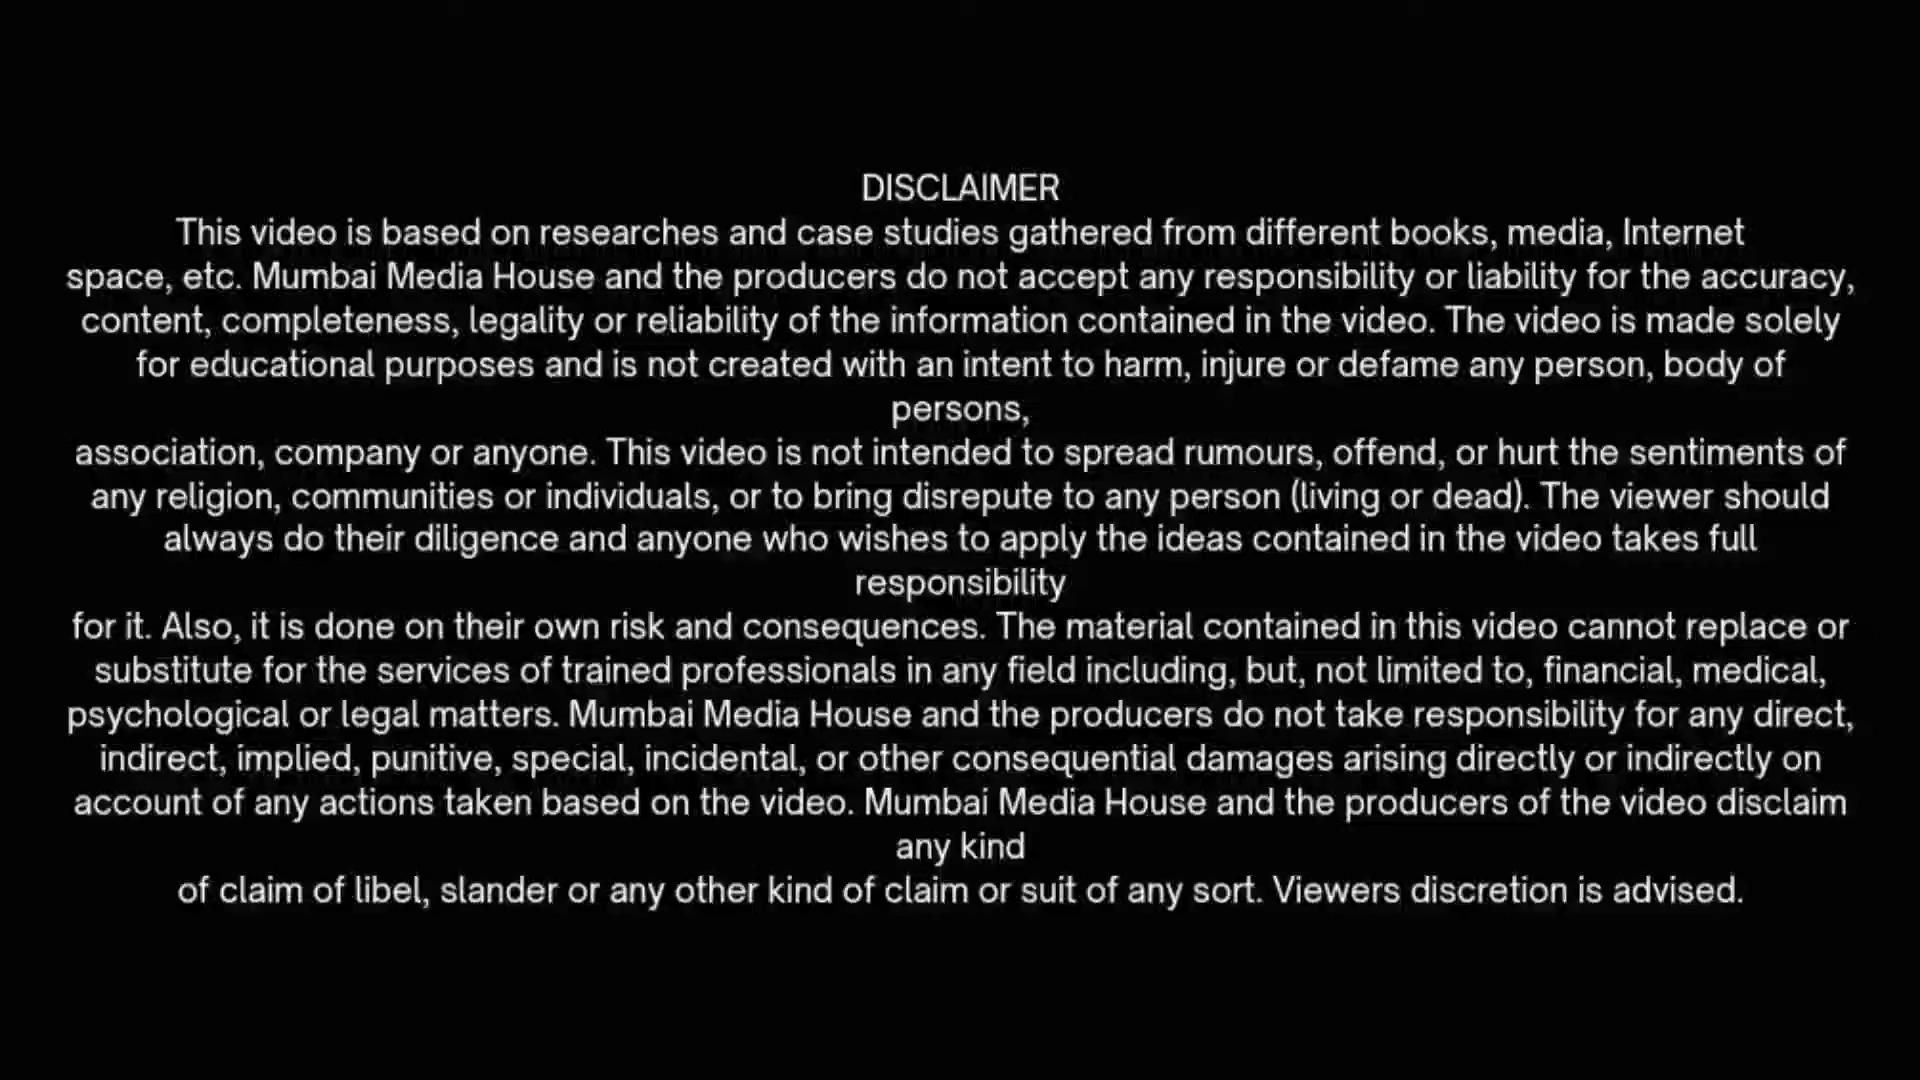 DISCLAIMER
This video is based on researches and case studies gathered from different books, media, Internet
space, etc. Mumbai Media House and the producers do not accept any responsibility or liability for the accuracy,
content, completeness, legality or reliability of the information contained in the video. The video is made solely
for educational purposes and is not created with an intent to harm, injure or defame any person, body of
persons,
association, company or anyone. This video is not intended to spread rumours, offend, or hurt the sentiments of
any religion, communities or individuals, or to bring disrepute to any person (living or dead). The viewer should
always do their diligence and anyone who wishes to apply the ideas contained in the video takes full
responsibility
for it. Also, it is done on their own risk and consequences. The material contained in this video cannot replace or
substitute for the services of trained professionals in any field including, but, not limited to, financial, medical,
psychological or legal matters. Mumbai Media House and the producers do not take responsibility for any direct,
indirect, implied, punitive, special, incidental, or other consequential damages arising directly or indirectly on
account of any actions taken based on the video. Mumbai Media House and the producers of the video disclaim
any kind
of claim of libel, slander or any other kind of claim or suit of any sort. Viewers discretion is advised.